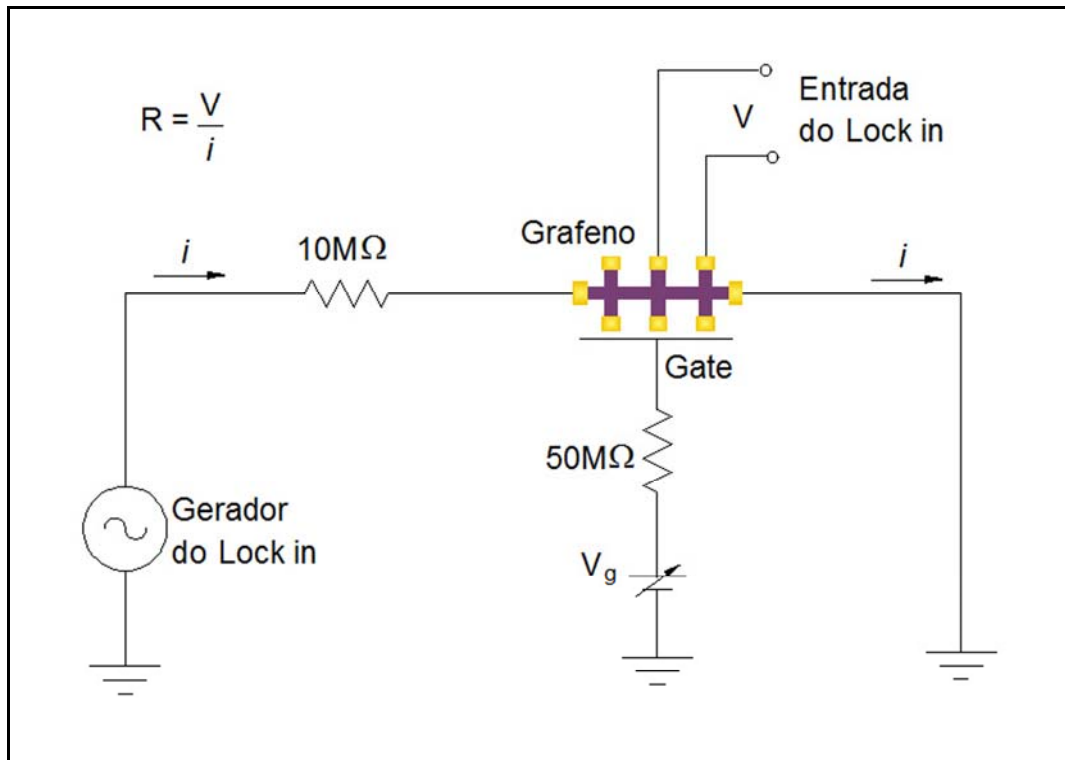 R = V/i
Entrada
do Lock in
V
Grafeno
i
10MΩ
i
Gate
50MΩ
Gerador
do Lock in
Vg